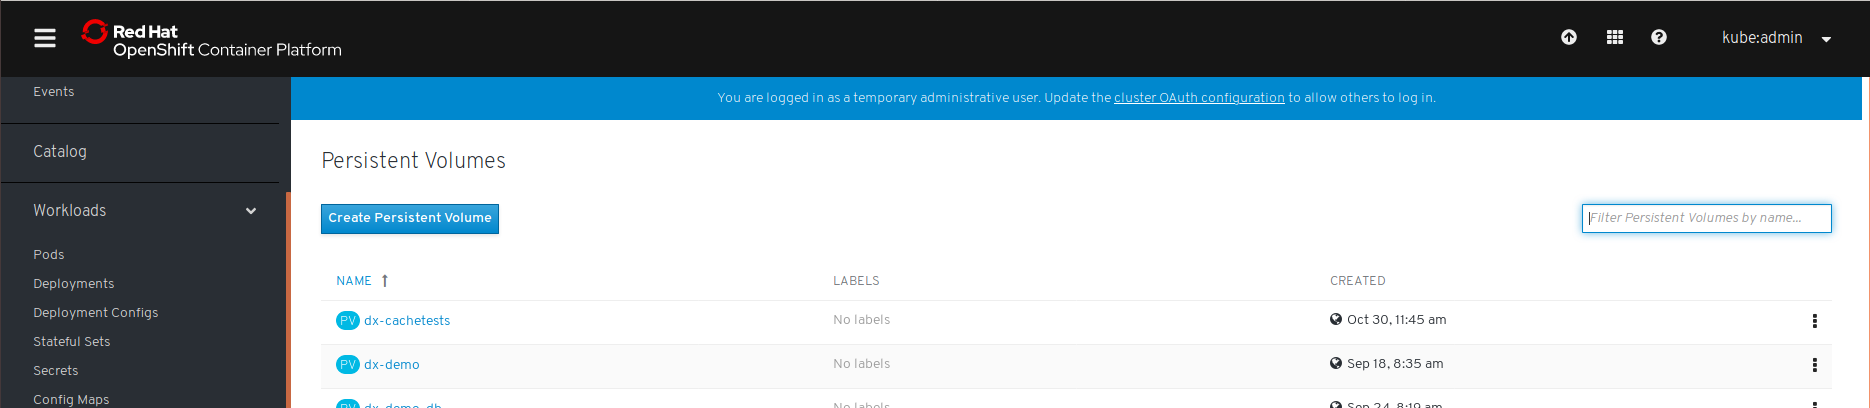 Red Hat
OpenShift Container Platform
kube:admin
Events
You are logged in as a temporary administrative user. Update the cluster OAuth configuration to allow others to log in.
Catalog
Persistent Volumes
Workloads
Create Persistent Volume
Filter Persistent Volumes by name...
Pods
Deployments
Deployment Configs
Stateful Sets
Secrets
Config Maps
NAME LABELS CREATED
PV dx-cachetests No labels Oct 30, 11:45 am
PV dx-demo No labels Sep 18, 8:35 am
PV dx-demo-db No labels Sep 24, 8:19 am